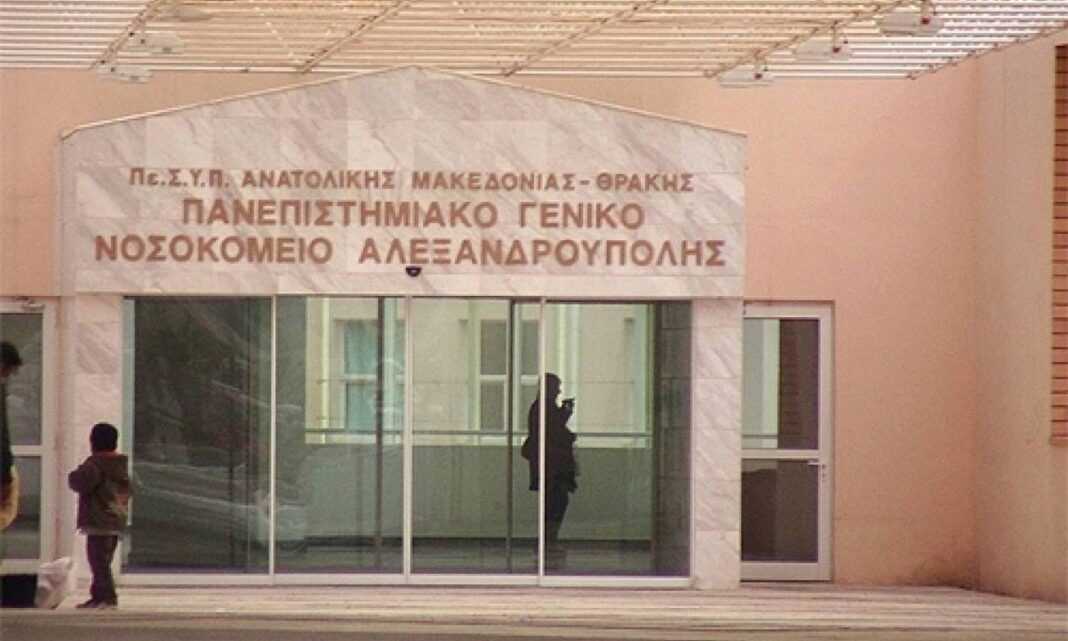 Πε.Σ.Υ.Π. ΑΝΑΤΟΛΙΚΗΣ ΜΑΚΕΔΟΝΙΑΣ-ΘΡΑΚΗΣ
ΠΑΝΕΠΙΣΤΗΜΙΑΚΟ ΓΕΝΙΚΟ
ΝΟΣΟΚΟΜΕΙΟ ΑΛΕΞΑΝΔΡΟΥΠΟΛΗΣ